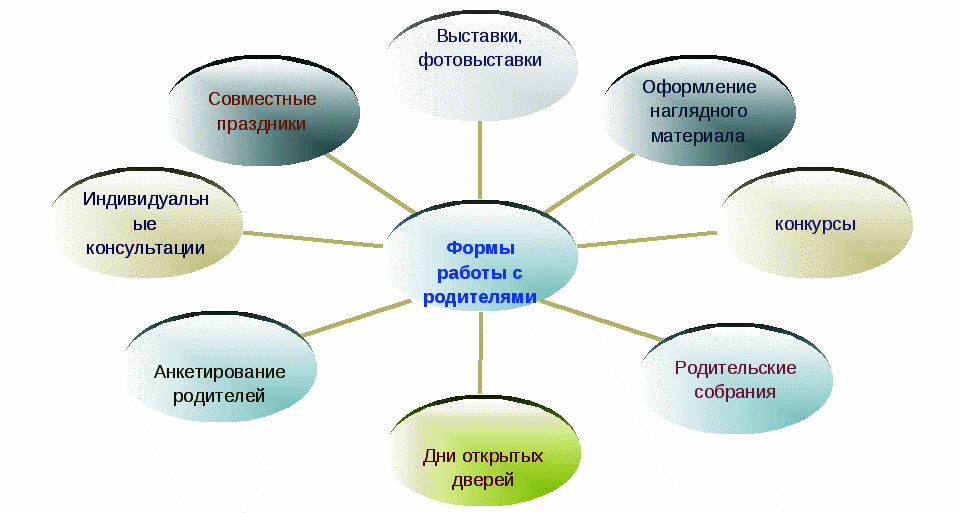 Выставки,
фотовыставки
Совместные
праздники
Оформление
наглядного
материала
Индивидуальн
ые
консультации
конкурсы
Формы
работы с
родителями
Анкетирование
родителей
Родительские
собрания
Дни открытых
дверей